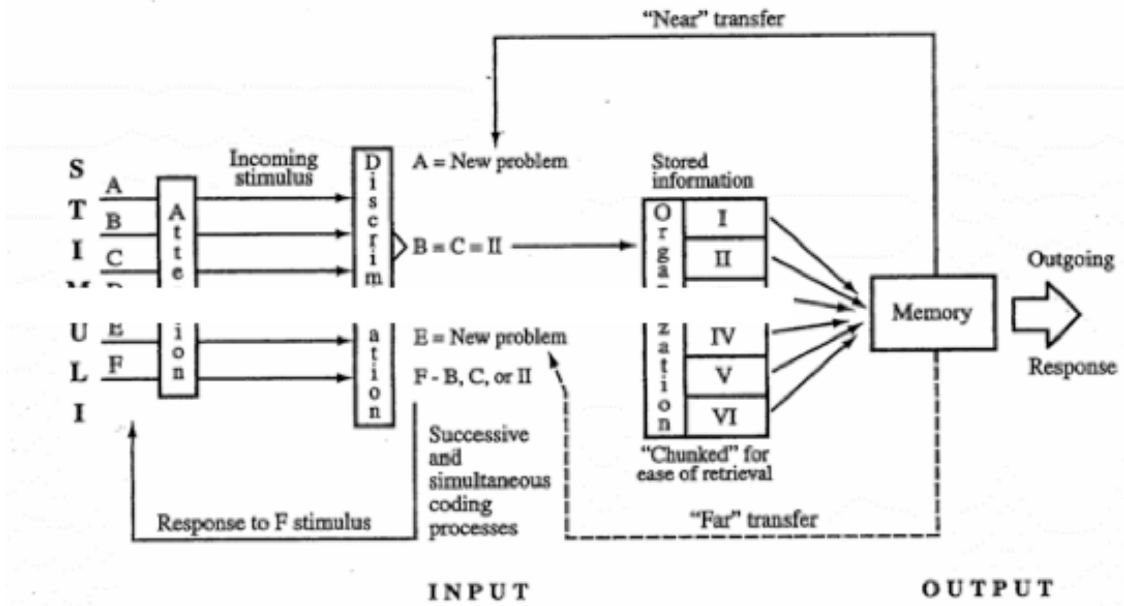 "Near" transfer
Incoming
stimulus
A = New problem
Stored
information
S
T
I
U
L
I
A
B
C
E
F
B = C = II
I
II
IV
V
VI
Outgoing
Memory
Response
E = New problem
F - B, C, or II
Successive
and
simultaneous
coding
processes
"Chunked" for
ease of retrieval
Response to F stimulus
"Far" transfer
INPUT
OUTPUT